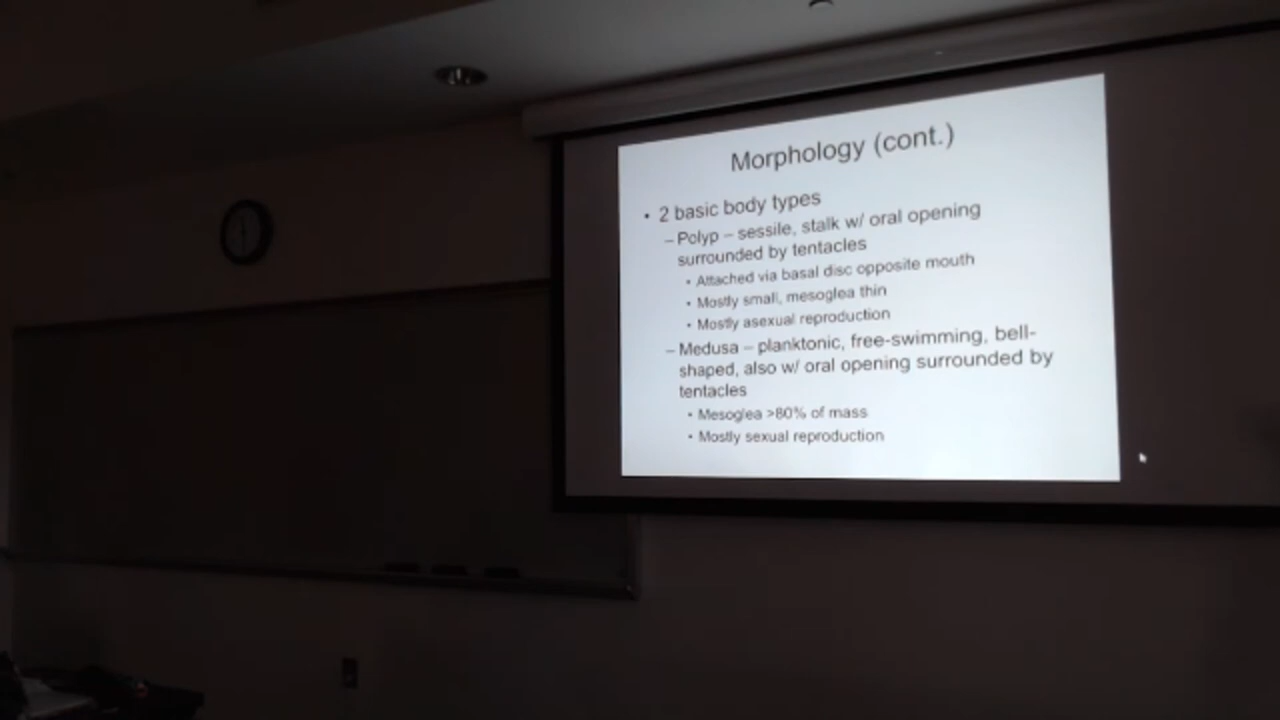 Morphology (cont.)
• 2 basic body types
– Polyp – sessile, stalk w/ oral opening
surrounded by tentacles
• Attached via basal disc opposite mouth
• Mostly small, mesoglea thin
• Mostly asexual reproduction
– Medusa – planktonic, free-swimming, bell-
shaped, also w/ oral opening surrounded by
tentacles
• Mesoglea >80% of mass
• Mostly sexual reproduction